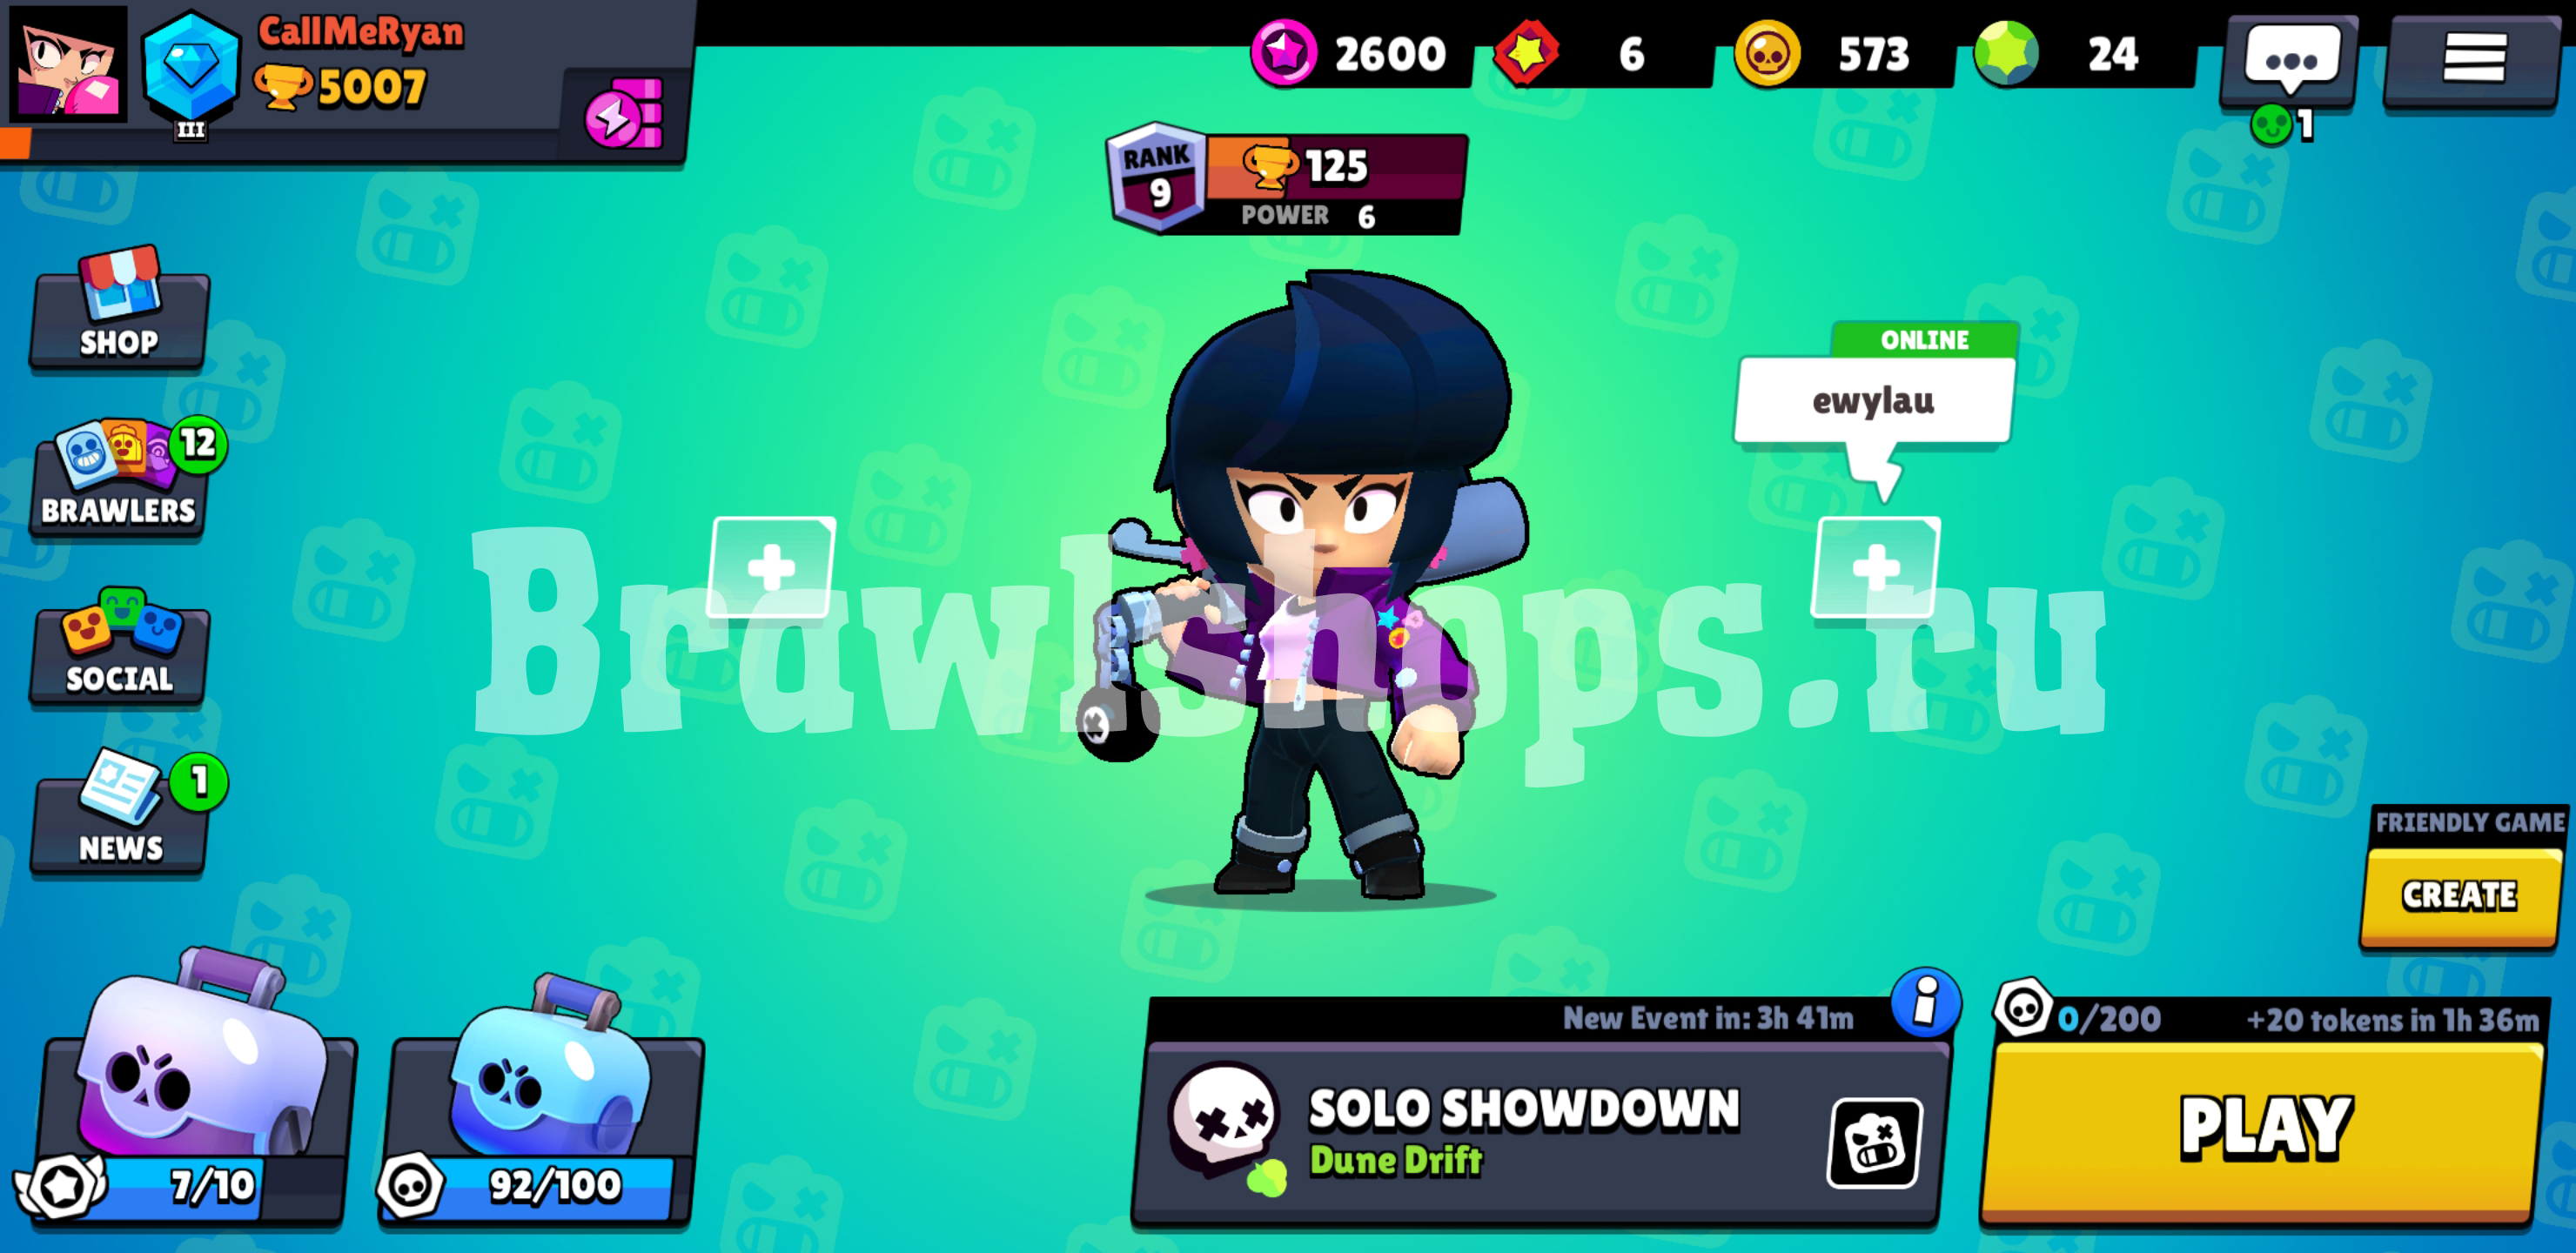 CallMeRyan
5007
III
2600
6
573
24
1
RANK
9
125
POWER 6
SHOP
BRAWLERS
12
SOCIAL
NEWS
1
ONLINE
ewylau
Brawlshops.ru
FRIENDLY GAME
CREATE
7/10
92/100
New Event in: 3h 41m
i
SOLO SHOWDOWN
Dune Drift
0/200
+20 tokens in 1h 36m
PLAY